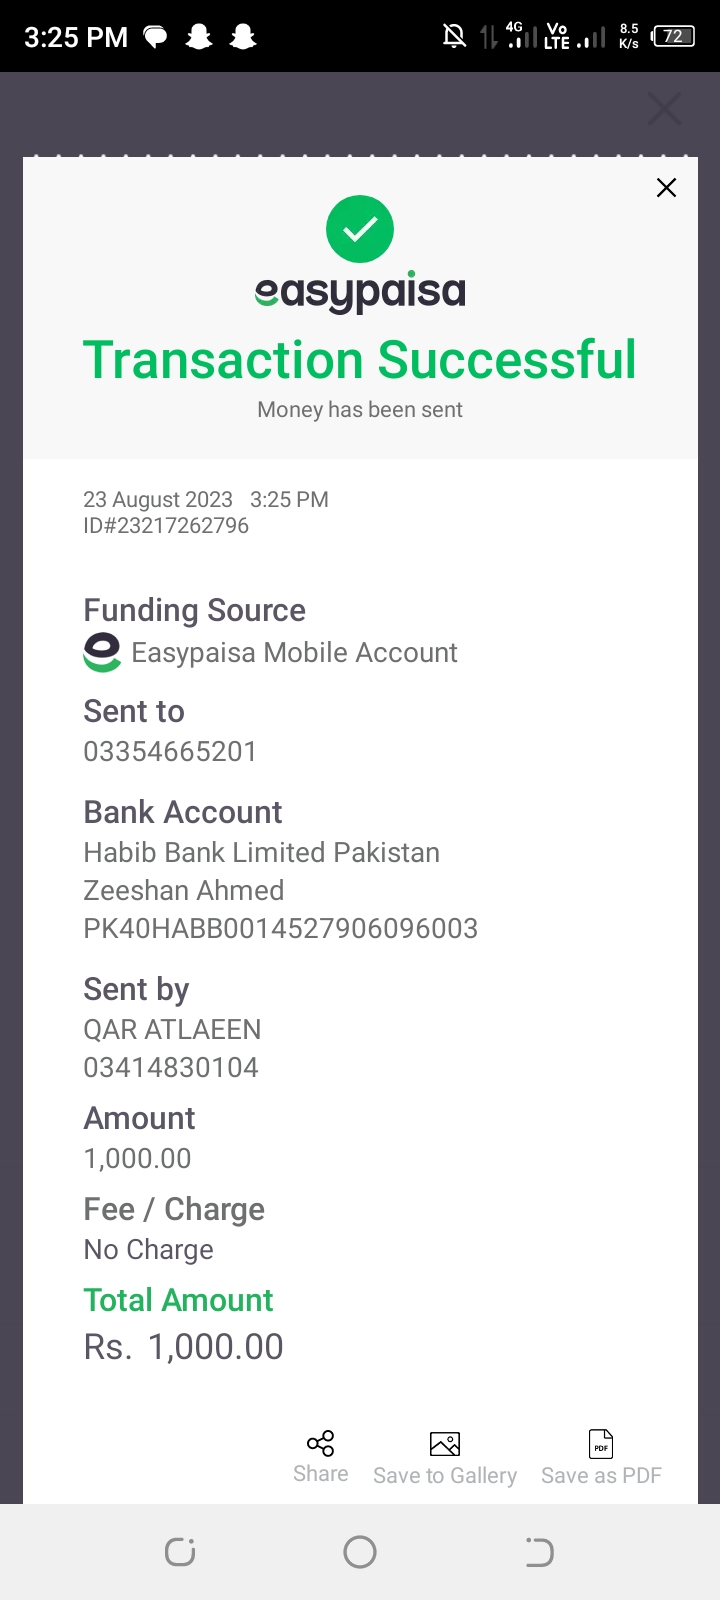 3:25 PM 4G Vo LTE 8.5 K/s 72
easypaisa
Transaction Successful
Money has been sent
23 August 2023 3:25 PM
ID#23217262796
Funding Source
Easypaisa Mobile Account
Sent to
03354665201
Bank Account
Habib Bank Limited Pakistan
Zeeshan Ahmed
PK40HABB0014527906096003
Sent by
QAR ATLAEEN
03414830104
Amount
1,000.00
Fee / Charge
No Charge
Total Amount
Rs. 1,000.00
PDF
Share Save to Gallery Save as PDF